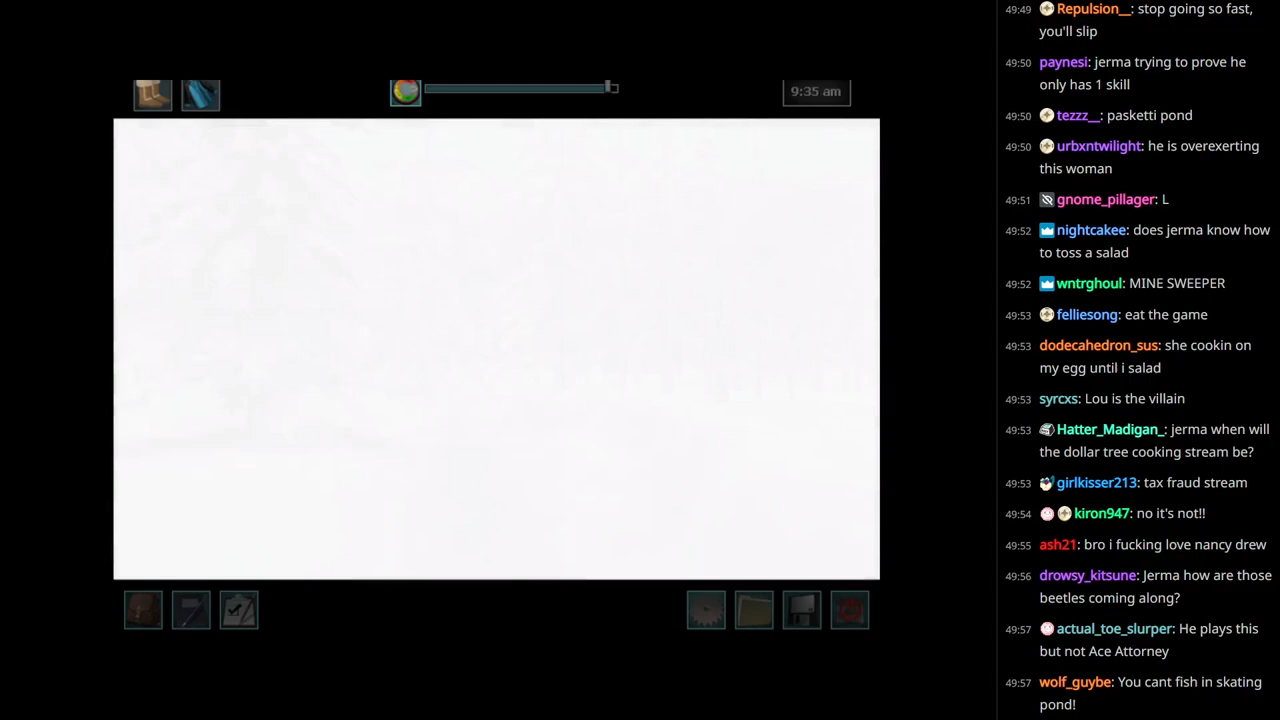 9:35 am
49:49 Repulsion__: stop going so fast,
you'll slip
49:50 paynesi: jerma trying to prove he
only has 1 skill
49:50 tezzz__: pasketti pond
49:50 urbxntwilight: he is overexerting
this woman
49:51 gnome_pillager: L
49:52 nightcakee: does jerma know how
to toss a salad
49:52 wntrghoul: MINE SWEEPER
49:53 felliesong: eat the game
49:53 dodecahedron_sus: she cookin on
my egg until i salad
49:53 syrcxs: Lou is the villain
49:53 Hatter_Madigan_: jerma when will
the dollar tree cooking stream be?
49:53 girlkisser213: tax fraud stream
49:54 kiron947: no it's not!!
49:55 ash21: bro i fucking love nancy drew
49:56 drowsy_kitsune: Jerma how are those
beetles coming along?
49:57 actual_toe_slurper: He plays this
but not Ace Attorney
49:57 wolf_guybe: You cant fish in skating
pond!